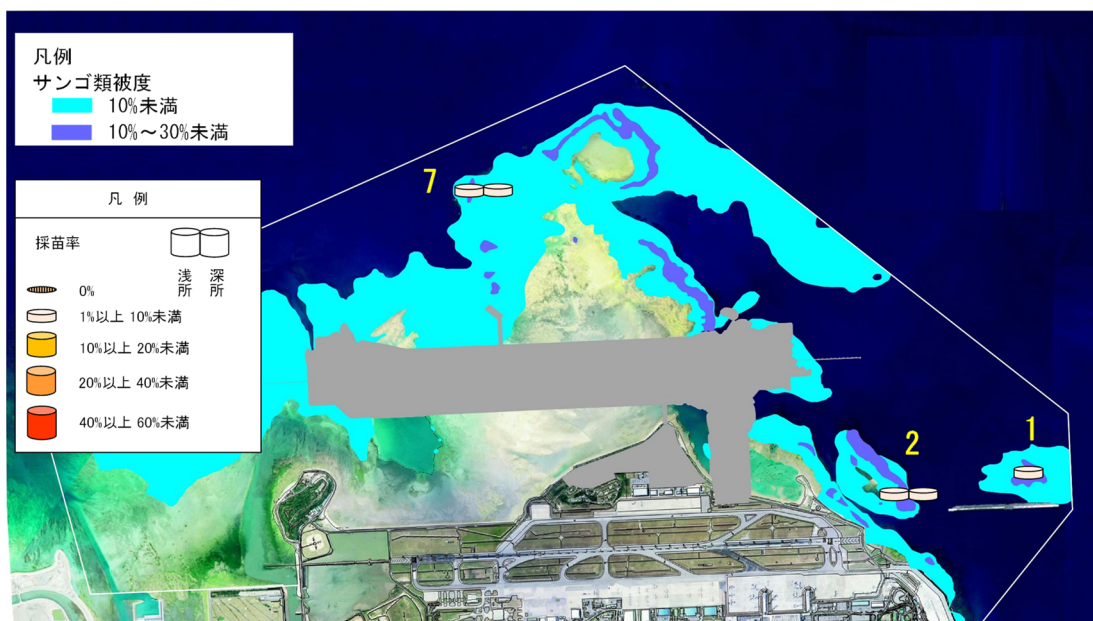 凡例
サンゴ類被度
10%未満
10%～30%未満
凡 例
採苗率
浅所
深所
0%
1%以上 10%未満
10%以上 20%未満
20%以上 40%未満
40%以上 60%未満
7
2
1